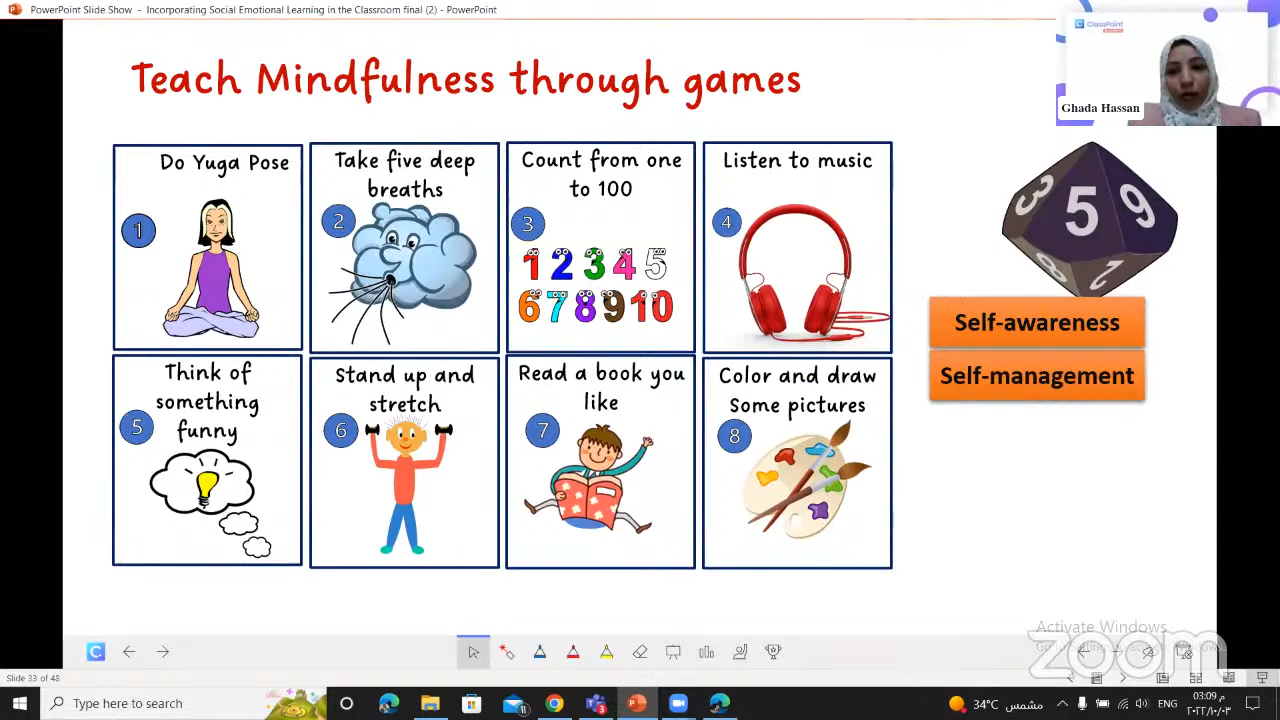 PowerPoint Slide Show - Incorporating Social Emotional Learning in the Classroom final (2) - PowerPoint
ClassPoint
Ghada Hassan
Teach Mindfulness through games
Do Yuga Pose
1
Take five deep
breaths
2
Count from one
to 100
3
1 2 3 4 5
6 7 8 9 10
Listen to music
4
3 5 9
8 2
Self-awareness
Self-management
Think of
something
funny
5
Stand up and
stretch
6
Read a book you
like
7
Color and draw
Some pictures
8
Activate Windows
zoom
Slide 33 of 48
Type here to search
34°C مشمس
ENG
03:09 م